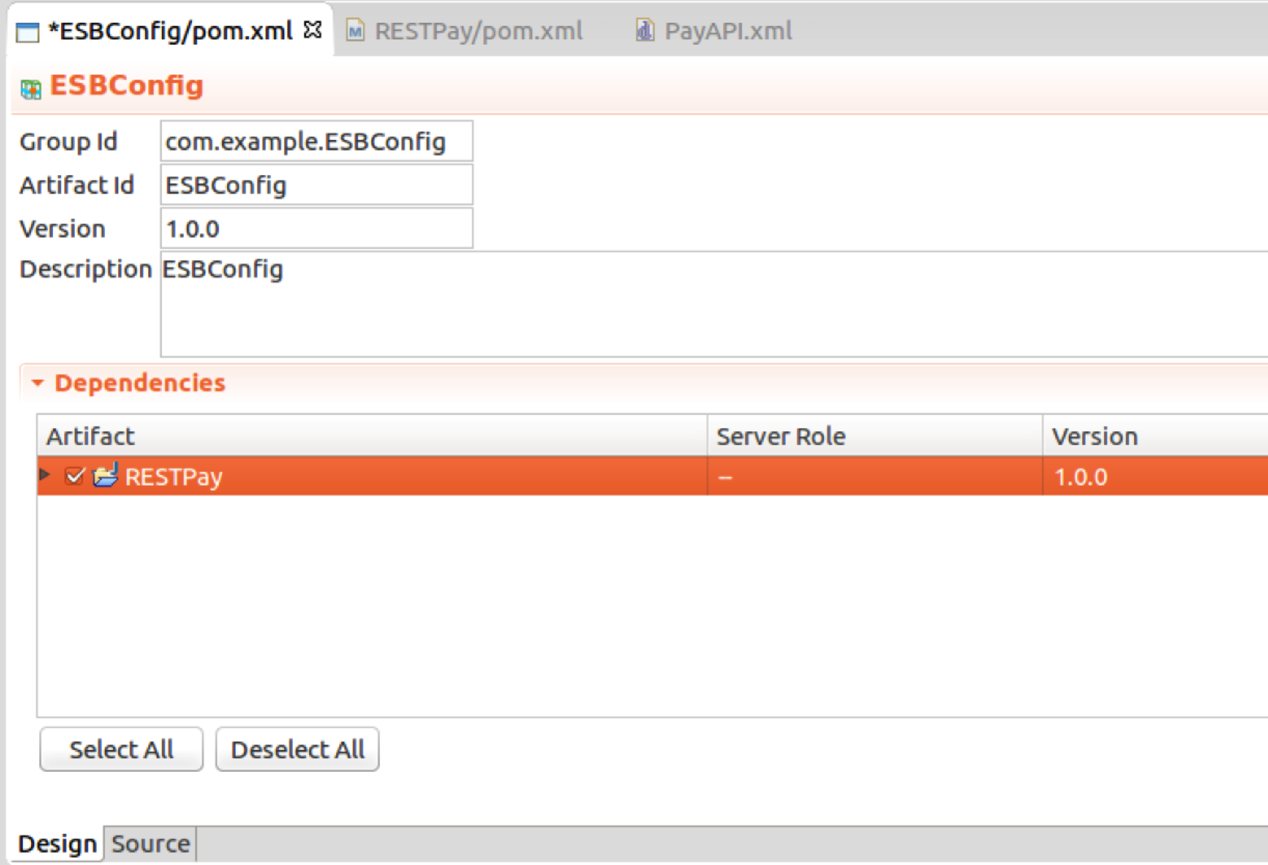 *ESBConfig/pom.xml RESTPay/pom.xml PayAPI.xml
ESBConfig
Group Id com.example.ESBConfig
Artifact Id ESBConfig
Version 1.0.0
Description ESBConfig
Dependencies
Artifact Server Role Version
RESTPay -- 1.0.0
Select All Deselect All
Design Source